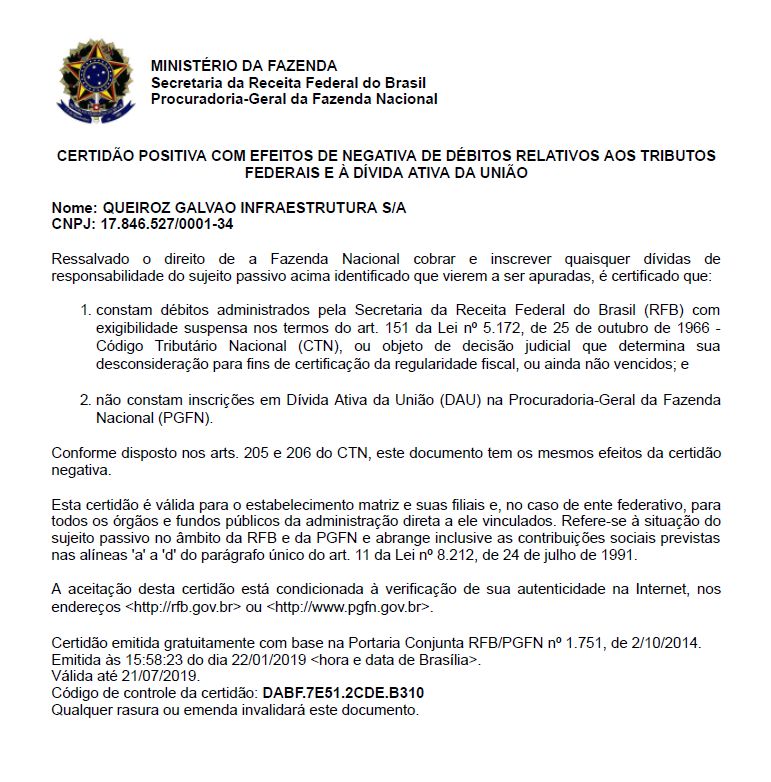 MINISTÉRIO DA FAZENDA
Secretaria da Receita Federal do Brasil
Procuradoria-Geral da Fazenda Nacional
CERTIDÃO POSITIVA COM EFEITOS DE NEGATIVA DE DÉBITOS RELATIVOS AOS TRIBUTOS
FEDERAIS E À DÍVIDA ATIVA DA UNIÃO
Nome: QUEIROZ GALVAO INFRAESTRUTURA S/A
CNPJ: 17.846.527/0001-34
Ressalvado o direito de a Fazenda Nacional cobrar e inscrever quaisquer dívidas de
responsabilidade do sujeito passivo acima identificado que vierem a ser apuradas, é certificado que:
1. constam débitos administrados pela Secretaria da Receita Federal do Brasil (RFB) com
exigibilidade suspensa nos termos do art. 151 da Lei nº 5.172, de 25 de outubro de 1966 -
Código Tributário Nacional (CTN), ou objeto de decisão judicial que determina sua
desconsideração para fins de certificação da regularidade fiscal, ou ainda não vencidos; e
2. não constam inscrições em Dívida Ativa da União (DAU) na Procuradoria-Geral da Fazenda
Nacional (PGFN).
Conforme disposto nos arts. 205 e 206 do CTN, este documento tem os mesmos efeitos da certidão
negativa.
Esta certidão é válida para o estabelecimento matriz e suas filiais e, no caso de ente federativo, para
todos os órgãos e fundos públicos da administração direta a ele vinculados. Refere-se à situação do
sujeito passivo no âmbito da RFB e da PGFN e abrange inclusive as contribuições sociais previstas
nas alíneas 'a' a 'd' do parágrafo único do art. 11 da Lei nº 8.212, de 24 de julho de 1991.
A aceitação desta certidão está condicionada à verificação de sua autenticidade na Internet, nos
endereços <http://rfb.gov.br> ou <http://www.pgfn.gov.br>.
Certidão emitida gratuitamente com base na Portaria Conjunta RFB/PGFN nº 1.751, de 2/10/2014.
Emitida às 15:58:23 do dia 22/01/2019 <hora e data de Brasília>.
Válida até 21/07/2019.
Código de controle da certidão: DABF.7E51.2CDE.B310
Qualquer rasura ou emenda invalidará este documento.